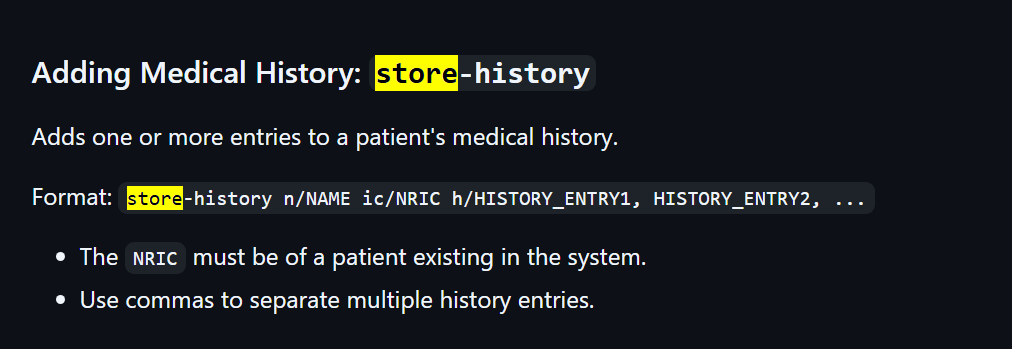 Adding Medical History: store-history
Adds one or more entries to a patient's medical history.
Format: store-history n/NAME ic/NRIC h/HISTORY_ENTRY1, HISTORY_ENTRY2, ...
• The NRIC must be of a patient existing in the system.
• Use commas to separate multiple history entries.